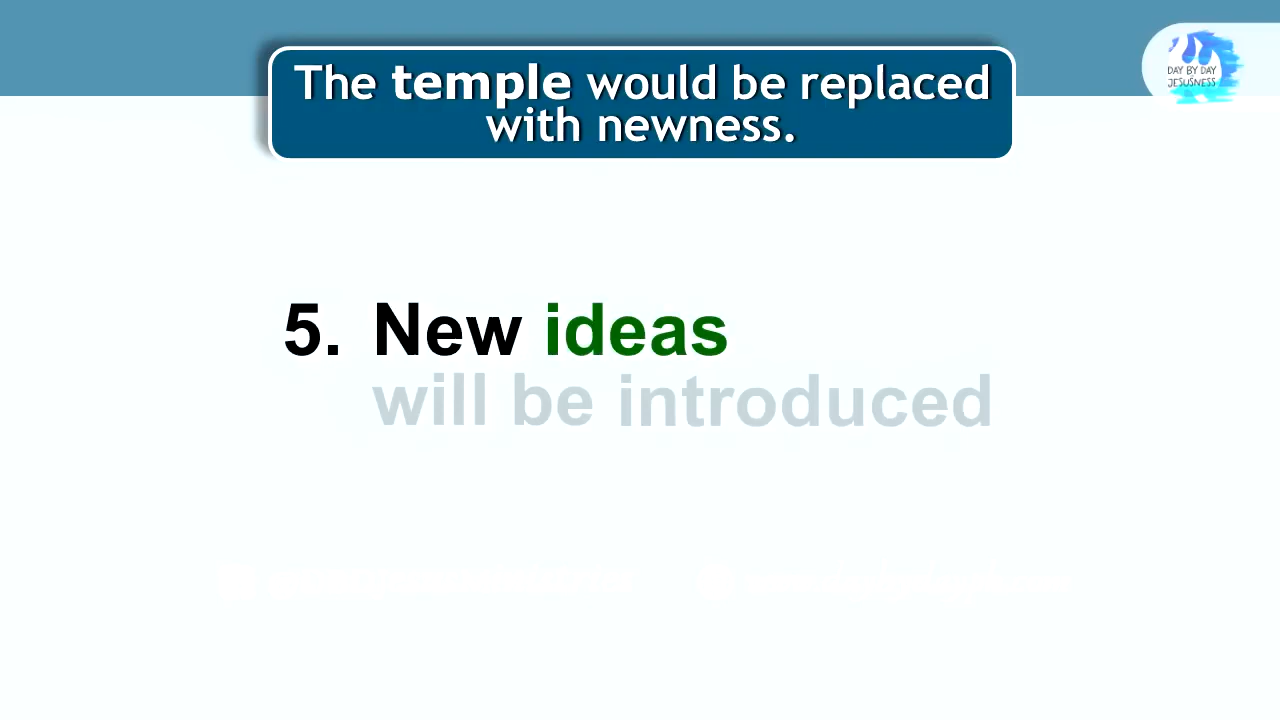 The temple would be replaced
with newness.
DAY BY DAY
JESUSNESS
5. New ideas
will be introduced